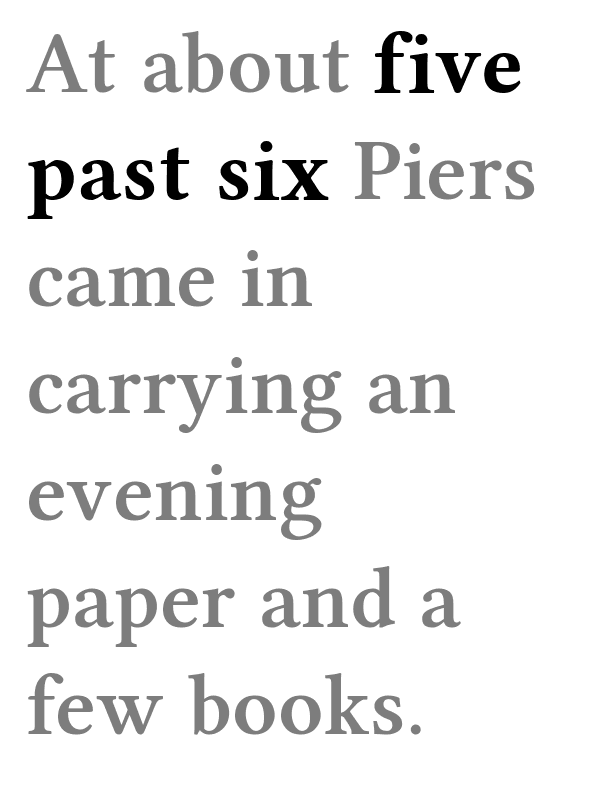 At about five
past six Piers
came in
carrying an
evening
paper and a
few books.